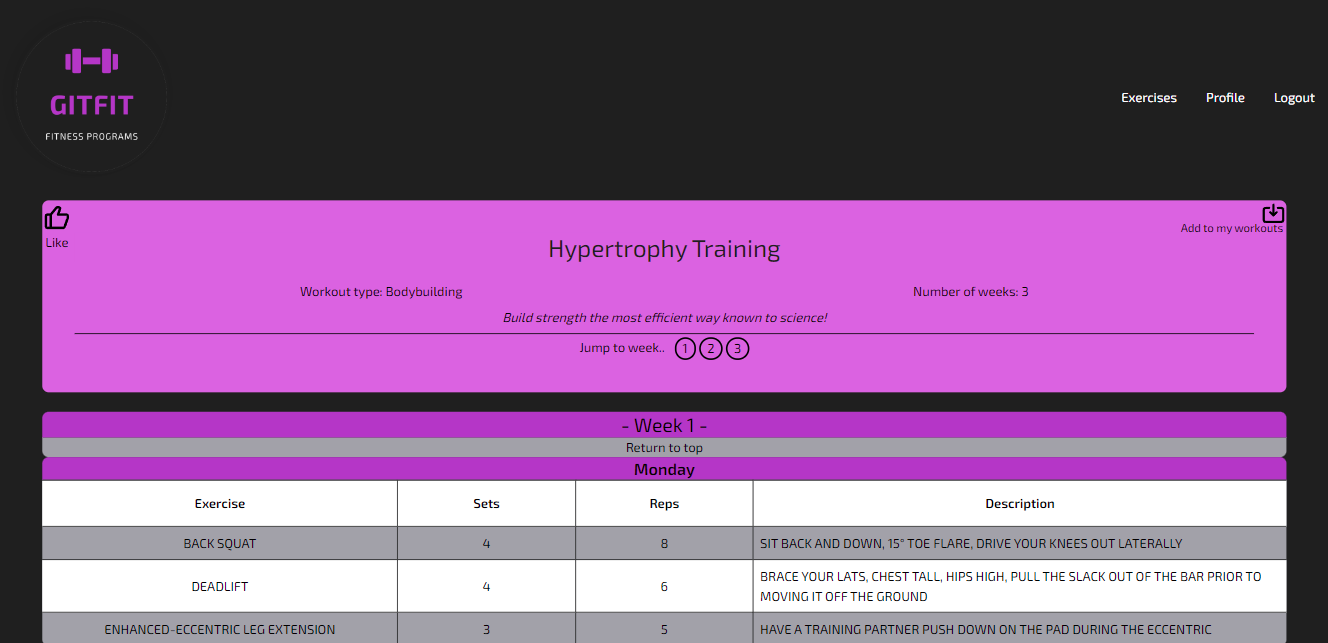 GITFIT
FITNESS PROGRAMS
Exercises Profile Logout
Like
Add to my workouts
Hypertrophy Training
Workout type: Bodybuilding Number of weeks: 3
Build strength the most efficient way known to science!
Jump to week.. 1 2 3
- Week 1 -
Return to top
Monday
Exercise Sets Reps Description
BACK SQUAT 4 8 SIT BACK AND DOWN, 15° TOE FLARE, DRIVE YOUR KNEES OUT LATERALLY
DEADLIFT 4 6 BRACE YOUR LATS, CHEST TALL, HIPS HIGH, PULL THE SLACK OUT OF THE BAR PRIOR TO
MOVING IT OFF THE GROUND
ENHANCED-ECCENTRIC LEG EXTENSION 3 5 HAVE A TRAINING PARTNER PUSH DOWN ON THE PAD DURING THE ECCENTRIC